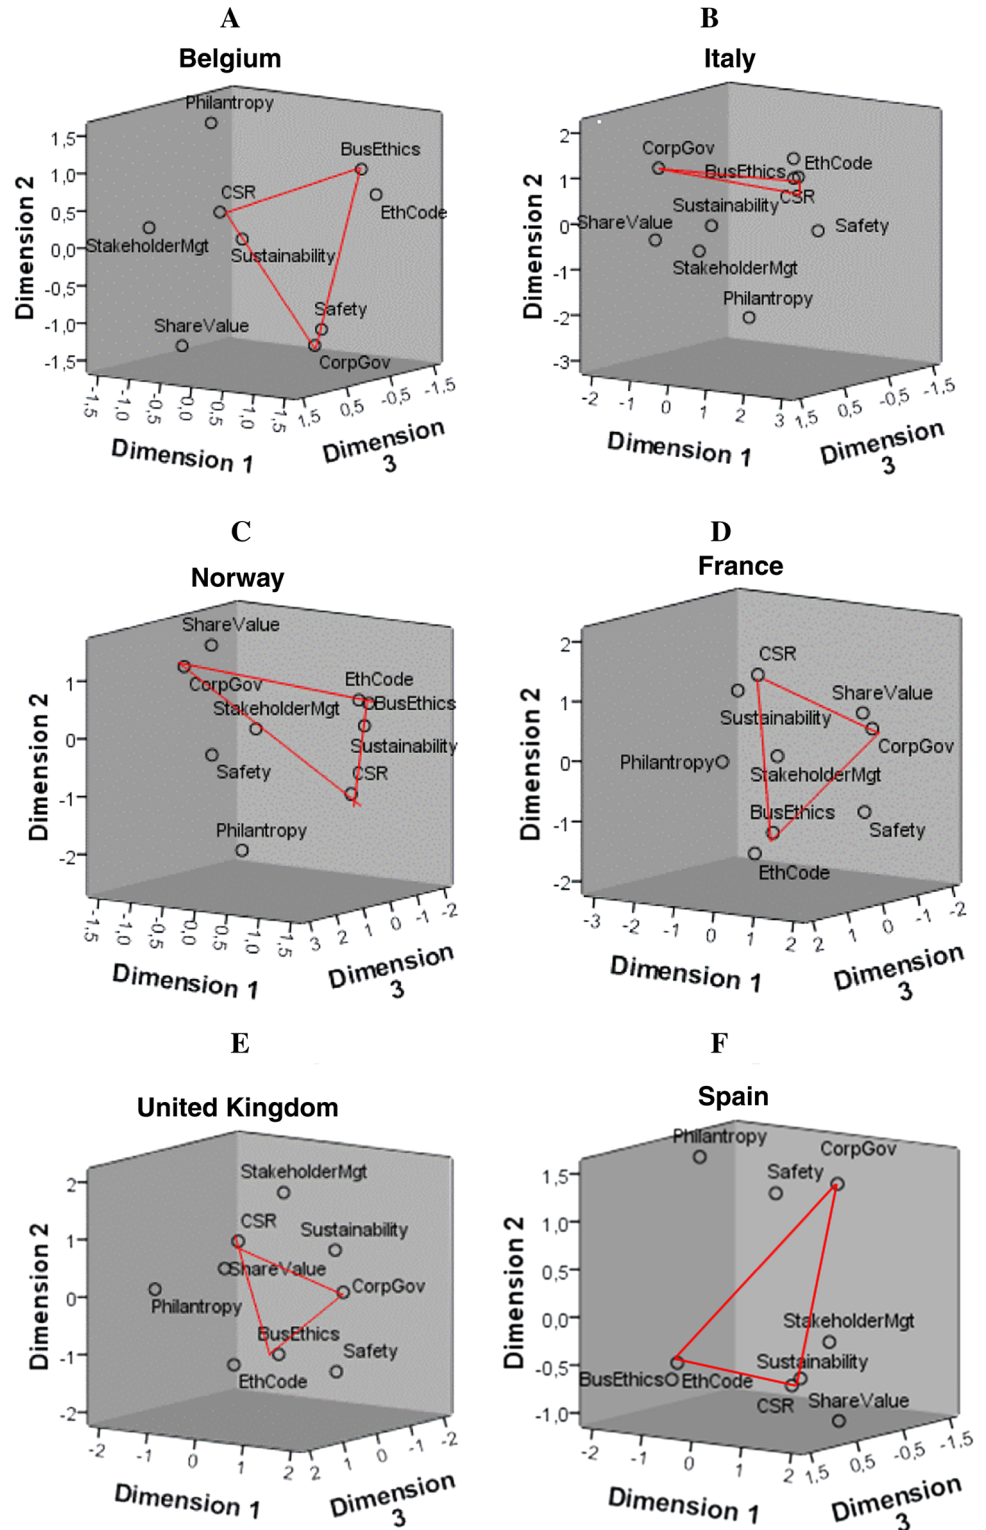 A
Belgium
Philantropy
BusEthics
CSR
EthCode
StakeholderMgt
Sustainability
Safety
ShareValue
CorpGov
1,5
1,0
0,5
0,0
-0,5
-1,0
-1,5
Dimension 2
-1,5
-1,0
-0,5
0,0
0,5
1,0
1,5
Dimension 1
1,5
0,5
-0,5
-1,5
Dimension
3
B
Italy
CorpGov
EthCode
BusEthics
CSR
Sustainability
ShareValue
Safety
StakeholderMgt
Philantropy
2
1
0
-1
-2
-3
Dimension 2
-2
-1
0
1
2
3
Dimension 1
1,5
0,5
-0,5
-1,5
Dimension
3
C
Norway
ShareValue
CorpGov
EthCode
BusEthics
StakeholderMgt
Sustainability
Safety
CSR
Philantropy
1
0
-1
-2
Dimension 2
-1,5
-1,0
-0,5
0,0
0,5
1,0
1,5
Dimension 1
3
2
1
0
-1
-2
Dimension
3
D
France
CSR
ShareValue
Sustainability
CorpGov
Philantropy
StakeholderMgt
BusEthics
Safety
EthCode
2
1
0
-1
-2
Dimension 2
-3
-2
-1
0
1
2
Dimension 1
2
1
0
-1
-2
Dimension
3
E
United Kingdom
StakeholderMgt
CSR
Sustainability
ShareValue
CorpGov
Philantropy
BusEthics
Safety
EthCode
2
1
0
-1
-2
Dimension 2
-2
-1
0
1
2
Dimension 1
2
1
0
-1
-2
Dimension
3
F
Spain
Philantropy
CorpGov
Safety
StakeholderMgt
Sustainability
BusEthics
EthCode
CSR
ShareValue
1,5
1,0
0,5
0,0
-0,5
-1,0
Dimension 2
-2
-1
0
1
2
Dimension 1
1,5
0,5
-0,5
-1,5
Dimension
3